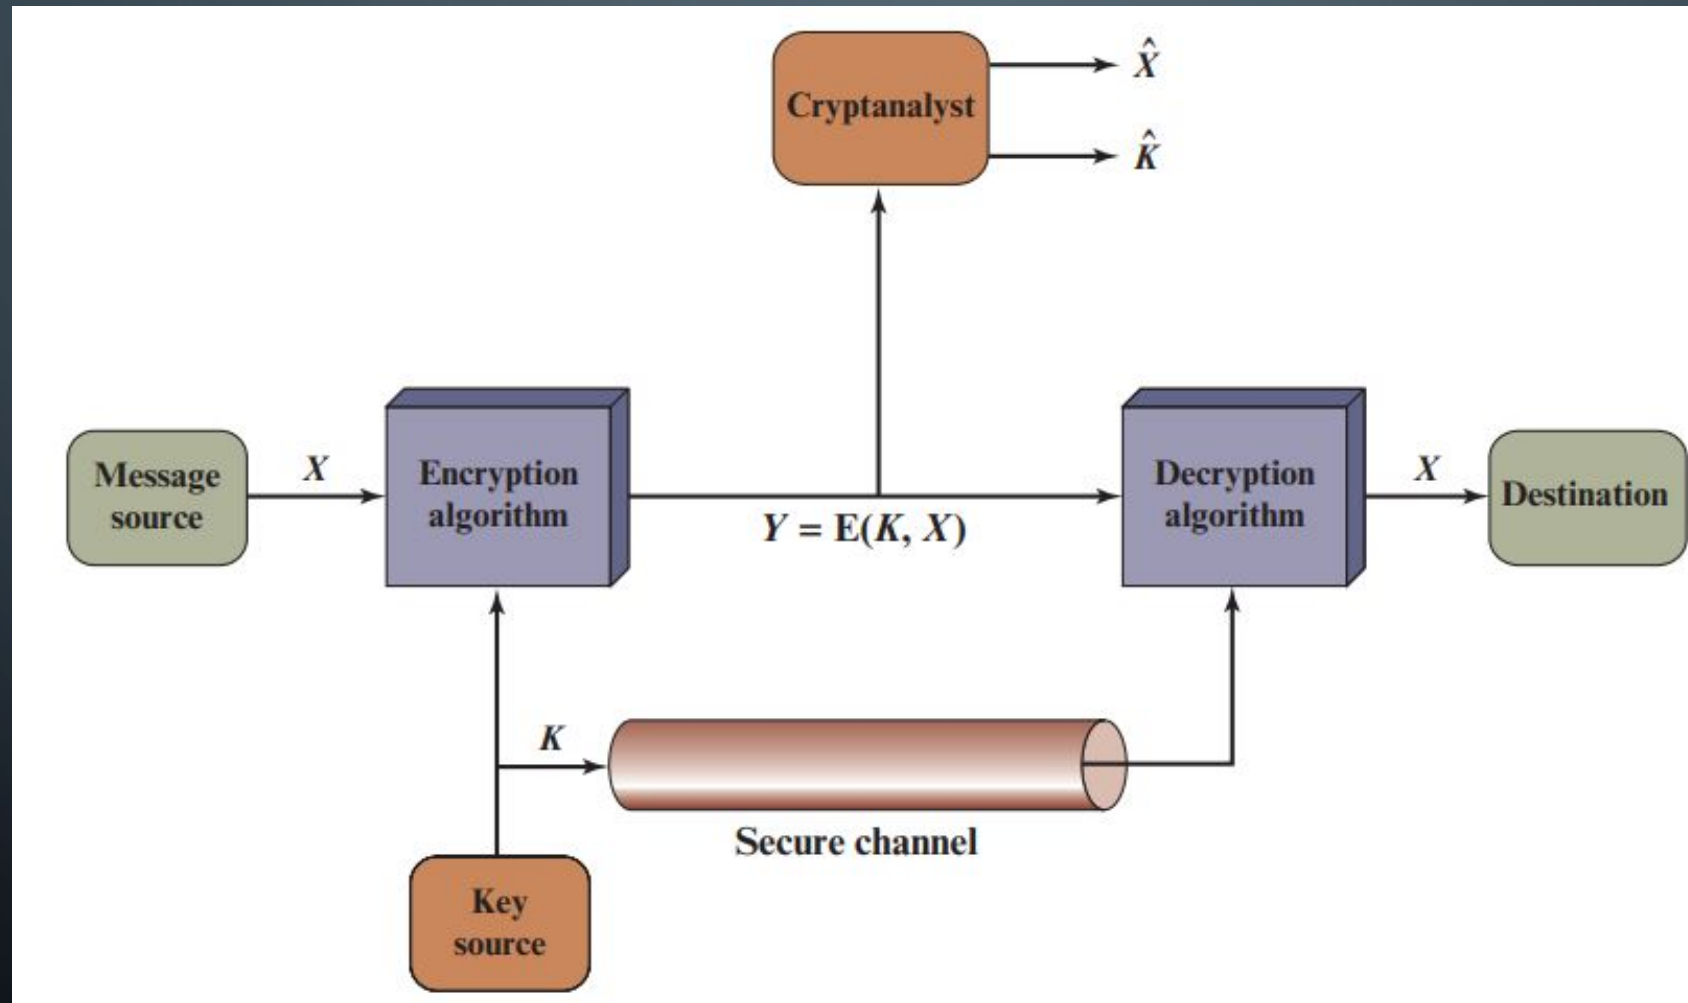 Cryptanalyst
X̂
K̂
Message
source
X
Encryption
algorithm
Y = E(K, X)
Decryption
algorithm
X
Destination
K
Secure channel
Key
source